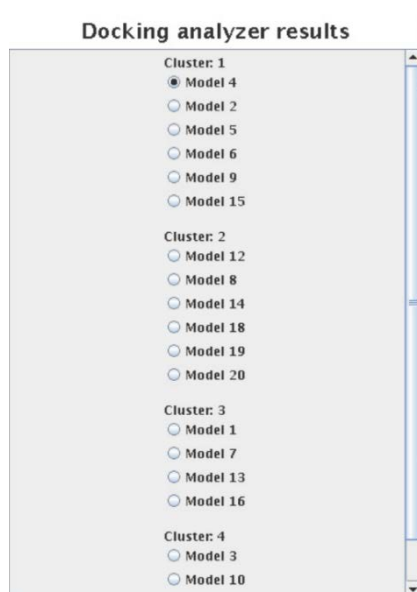 Docking analyzer results
Cluster: 1
Model 4
Model 2
Model 5
Model 6
Model 9
Model 15
Cluster: 2
Model 12
Model 8
Model 14
Model 18
Model 19
Model 20
Cluster: 3
Model 1
Model 7
Model 13
Model 16
Cluster: 4
Model 3
Model 10